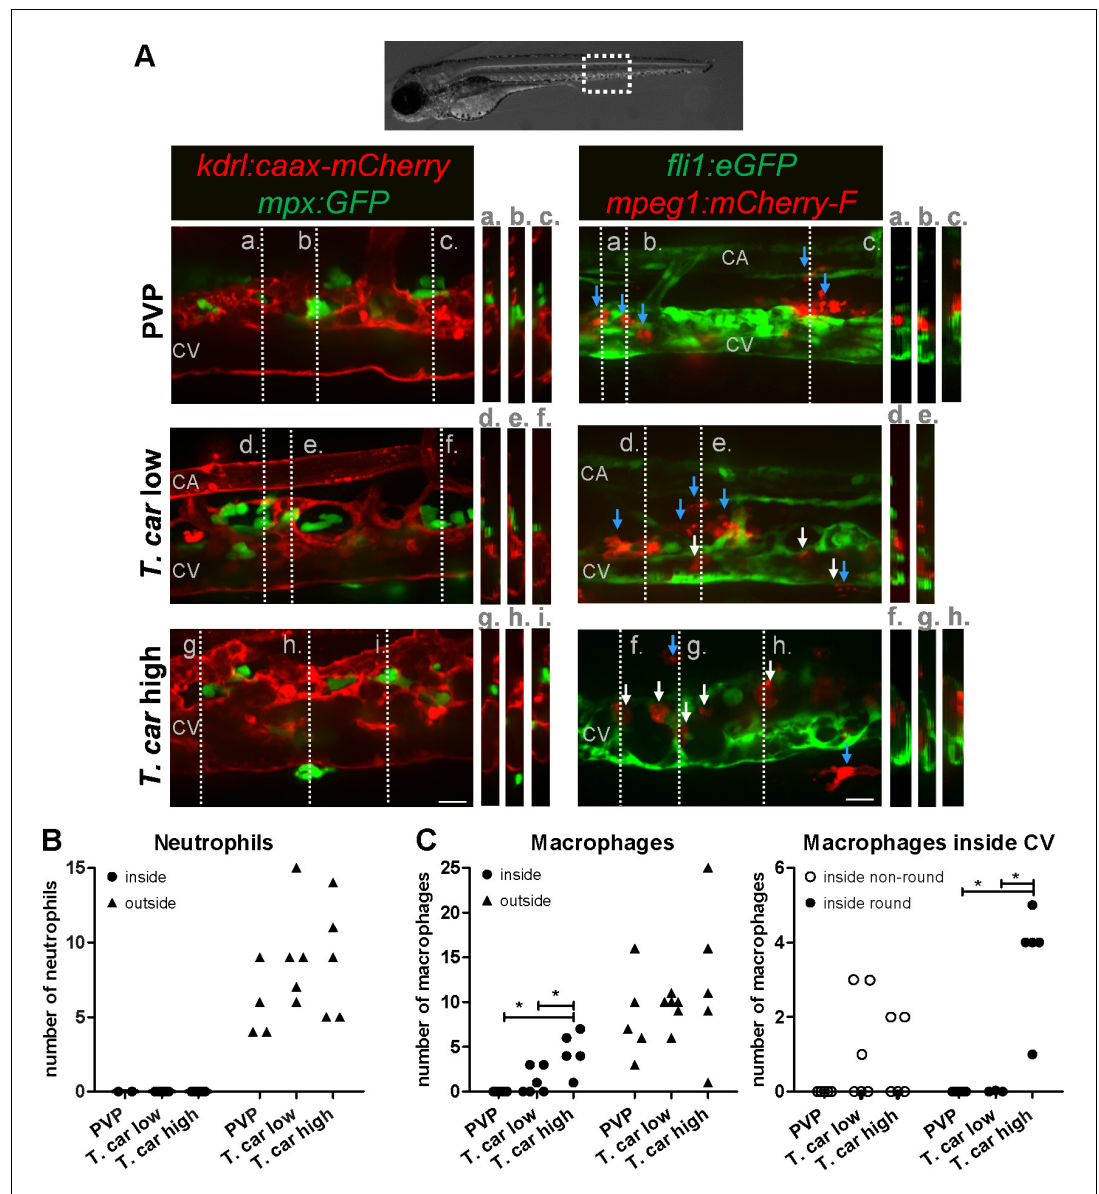 A
kdrl:caax-mCherry
mpx:GFP
fli1:eGFP
mpeg1:mCherry-F
a. b. c.
a. b. c.
PVP
a. b. c.
CV
a. b. c.
CA
CV
d. e. f.
d. e.
T. car low
d. e. f.
CA
CV
d. e.
CA
CV
g. h. i.
f. g. h.
T. car high
g. h. i.
CV
f. g. h.
CV
B
Neutrophils
number of neutrophils
15
10
5
0
inside
outside
PVP
T. car low
T. car high
PVP
T. car low
T. car high
C
Macrophages
number of macrophages
25
20
15
10
5
0
inside
outside
* *
PVP
T. car low
T. car high
PVP
T. car low
T. car high
Macrophages inside CV
number of macrophages
6
4
2
0
inside non-round
inside round
* *
PVP
T. car low
T. car high
PVP
T. car low
T. car high